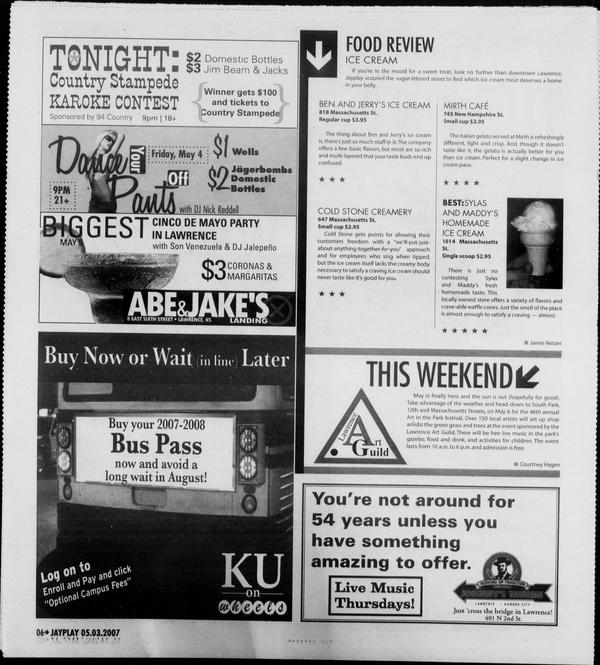 TONIGHT:
Country Stampede
KAROKE CONTEST
Sponsored by 94 Country 9pm | 18+
$2 Domestic Bottles
$3 Jim Beam & Jacks
Winner gets $100
and tickets to
Country Stampede
Dance
Your
Pants
Off
9PM
21+
Friday, May 4
$1 Wells
$2 Jägerbombs
Domestic
Bottles
with DJ Nick Reddell
BIGGEST
MAY 5
CINCO DE MAYO PARTY
IN LAWRENCE
with Son Venezuela & DJ Jalepeño
$3 CORONAS &
MARGARITAS
ABE & JAKE'S
LANDING
8 EAST SIXTH STREET • LAWRENCE, KS
Buy Now or Wait (in line) Later
Buy your 2007-2008
Bus Pass
now and avoid a
long wait in August!
Log on to
Enroll and Pay and click
"Optional Campus Fees"
KU
on
wheels
06 JAYPLAY 05.03.2007
FOOD REVIEW
ICE CREAM
If you're in the mood for a sweet treat, look no further than downtown Lawrence.
Jayplay scoured the sugar-littered street to find which ice cream most deserves a home
in your belly.
BEN AND JERRY'S ICE CREAM
818 Massachusetts St.
Regular cup $3.95
The thing about Ben and Jerry's ice cream
is, there's just so much stuff in it. The company
offers a few basic flavors, but most are so rich
and multi-layered that your taste buds end up
confused.
★ ★ ★
COLD STONE CREAMERY
647 Massachusetts St.
Small cup $2.95
Cold Stone gets points for allowing their
customers freedom with a "we'll-put-just-
about-anything-together-for-you" approach
and for employees who sing when tipped,
but the ice cream itself lacks the creamy body
necessary to satisfy a craving. Ice cream should
never taste like it's good for you.
★ ★ ★
MIRTH CAFÉ
745 New Hampshire St.
Small cup $2.95
The Italian gelato served at Mirth is refreshingly
different, light and crisp. And, though it doesn't
taste like it, the gelato is actually better for you
than ice cream. Perfect for a slight change in ice
cream pace.
★ ★ ★ ★
BEST: SYLAS
AND MADDY'S
HOMEMADE
ICE CREAM
1014 Massachusetts
St.
Single scoop $2.95
There is just no
contesting Sylas
and Maddy's fresh
homemade taste. This
locally owned store offers a variety of flavors and
crave-able waffle cones. Just the smell of the place
is almost enough to satisfy a craving — almost.
★ ★ ★ ★ ★
■ Jaime Netzer
THIS WEEKEND
Lawrence
Art
Guild
May is finally here and the sun is out (hopefully for good).
Take advantage of the weather and head down to South Park,
12th and Massachusetts Streets, on May 6 for the 46th annual
Art in the Park festival. Over 150 local artists will set up shop
amidst the green grass and trees at the event sponsored by the
Lawrence Art Guild. There will be free live music in the park's
gazebo, food and drink, and activities for children. The event
lasts from 10 a.m. to 6 p.m. and admission is free.
■ Courtney Hagen
You're not around for
54 years unless you
have something
amazing to offer.
Live Music
Thursdays!
JOHNNY'S TAVERN
LAWRENCE KANSAS CITY
Just 'cross the bridge in Lawrence!
401 N 2nd St